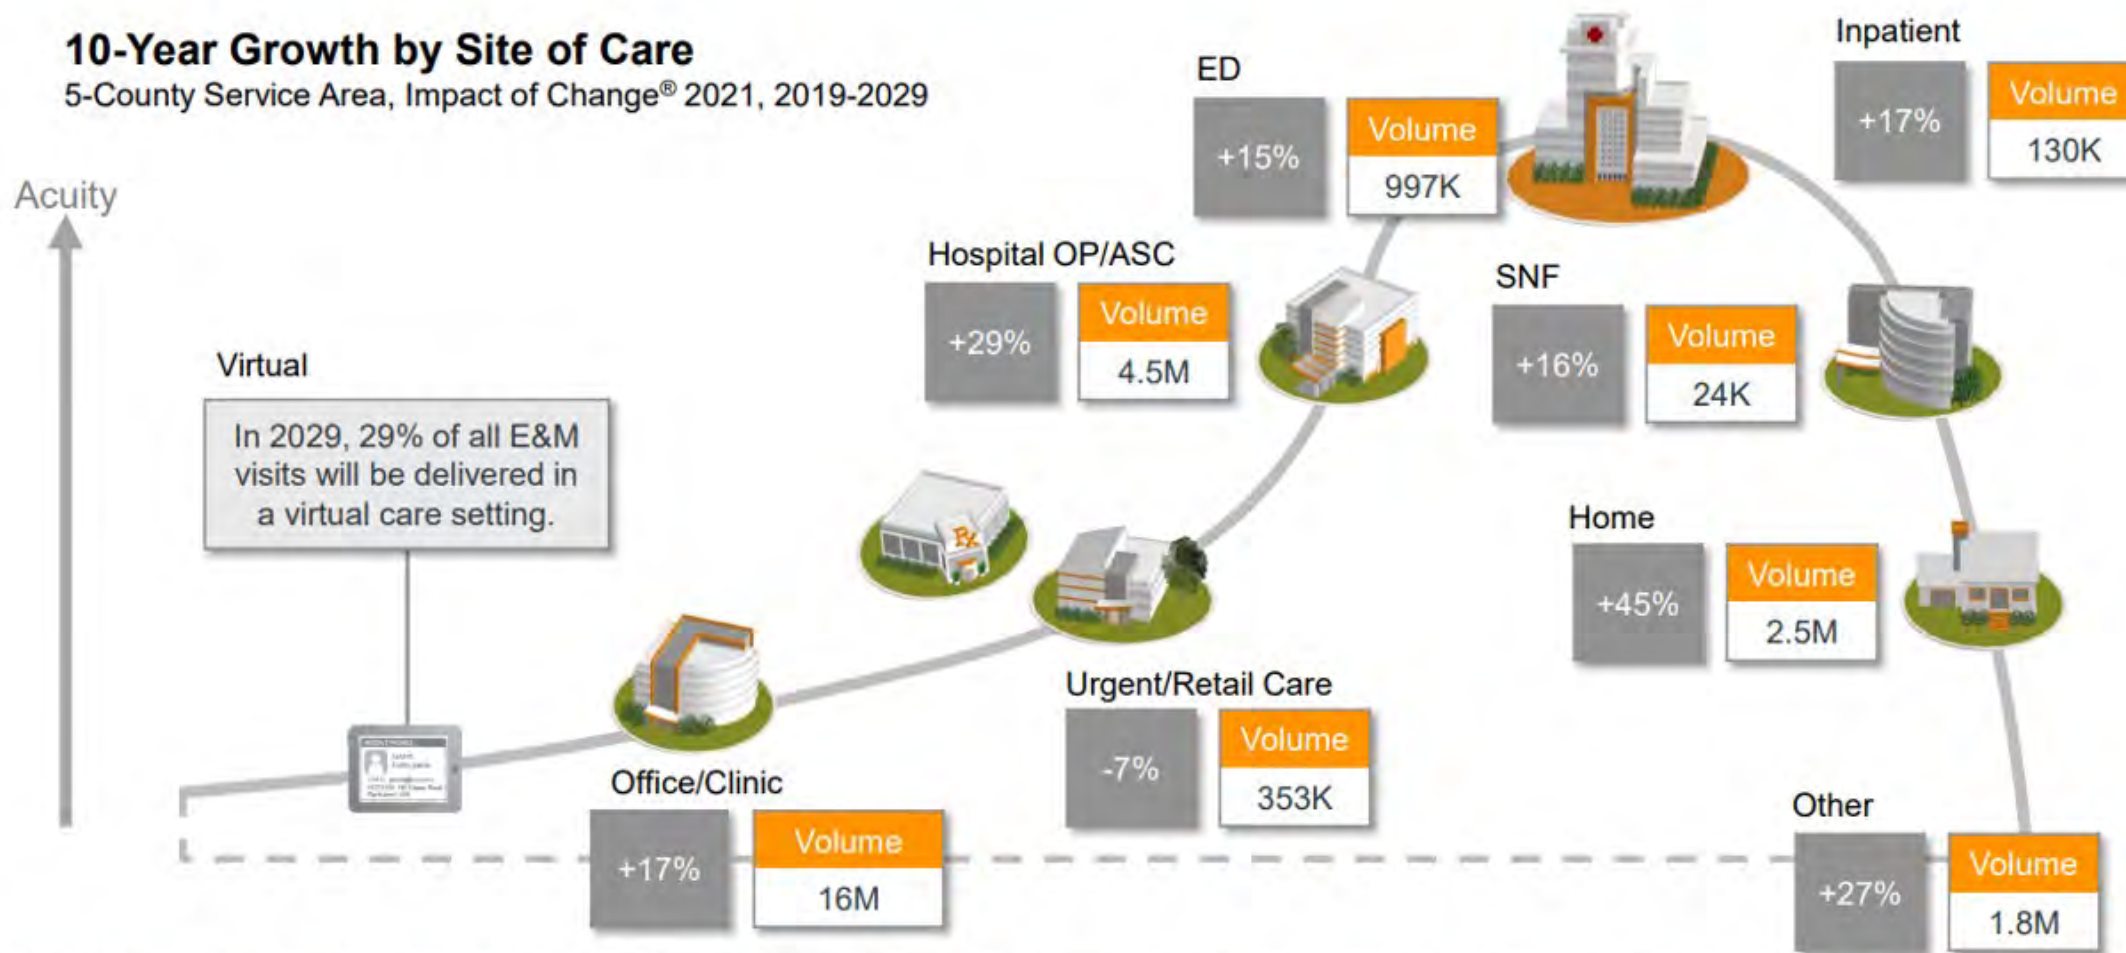 10-Year Growth by Site of Care
5-County Service Area, Impact of Change® 2021, 2019-2029
Acuity
Virtual
In 2029, 29% of all E&M
visits will be delivered in
a virtual care setting.
Office/Clinic
+17%
Volume
16M
Urgent/Retail Care
-7%
Volume
353K
Rx
Hospital OP/ASC
+29%
Volume
4.5M
ED
+15%
Volume
997K
Inpatient
+17%
Volume
130K
SNF
+16%
Volume
24K
Home
+45%
Volume
2.5M
Other
+27%
Volume
1.8M